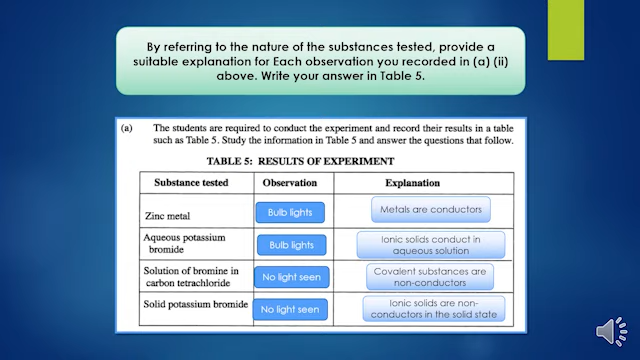 By referring to the nature of the substances tested, provide a
suitable explanation for Each observation you recorded in (a) (ii)
above. Write your answer in Table 5.
(a) The students are required to conduct the experiment and record their results in a table
such as Table 5. Study the information in Table 5 and answer the questions that follow.
TABLE 5: RESULTS OF EXPERIMENT
Substance tested Observation Explanation
Zinc metal Bulb lights Metals are conductors
Aqueous potassium
bromide
Bulb lights
Ionic solids conduct in
aqueous solution
Solution of bromine in
carbon tetrachloride
No light seen
Covalent substances are
non-conductors
Solid potassium bromide
No light seen
Ionic solids are non-
conductors in the solid state